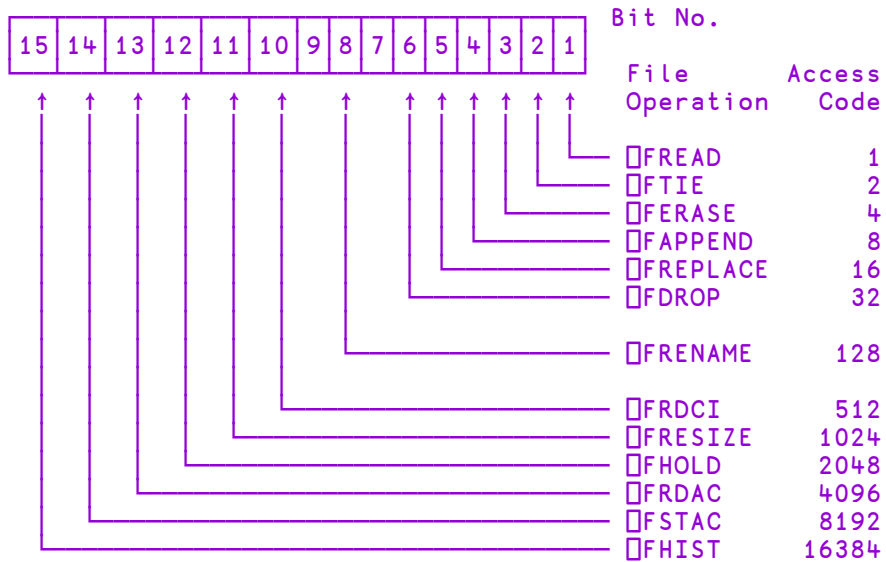 Bit No.
15 14 13 12 11 10 9 8 7 6 5 4 3 2 1
File Access
Operation Code
⎕FREAD 1
⎕FTIE 2
⎕FERASE 4
⎕FAPPEND 8
⎕FREPLACE 16
⎕FDROP 32
⎕FRENAME 128
⎕FRDCI 512
⎕FRESIZE 1024
⎕FHOLD 2048
⎕FRDAC 4096
⎕FSTAC 8192
⎕FHIST 16384